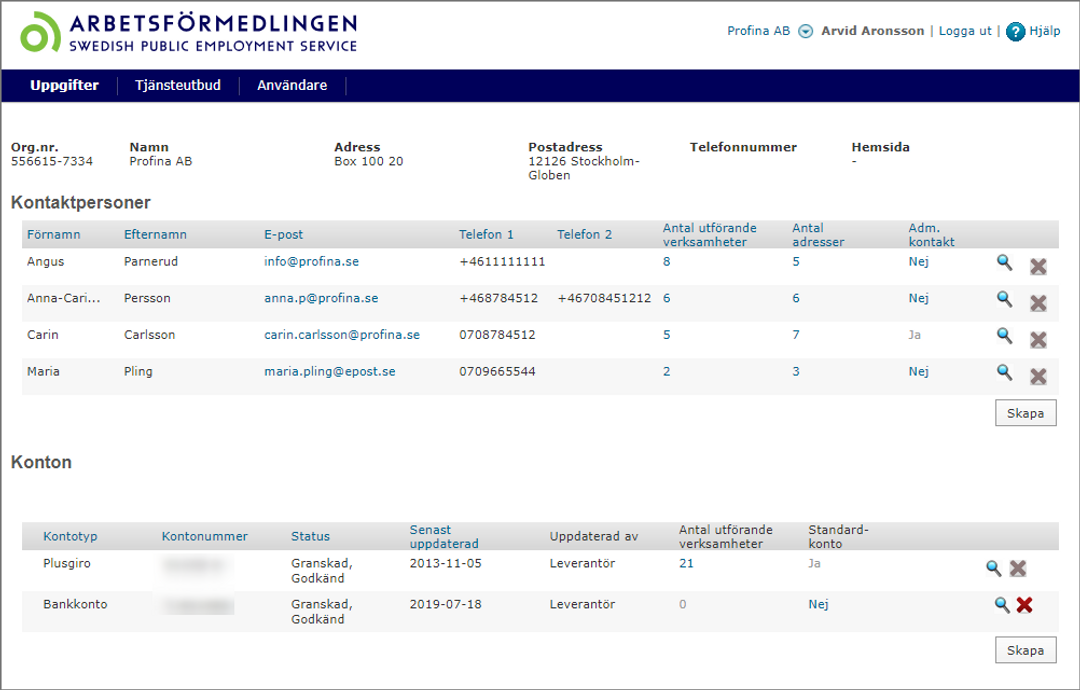 ARBETSFÖRMEDLINGEN
SWEDISH PUBLIC EMPLOYMENT SERVICE
Profina AB Arvid Aronsson | Logga ut | ? Hjälp
Uppgifter Tjänsteutbud Användare
Org.nr. Namn Adress Postadress Telefonnummer Hemsida
556615-7334 Profina AB Box 100 20 12126 Stockholm- -
Globen
Kontaktpersoner
Förnamn Efternamn E-post Telefon 1 Telefon 2 Antal utförande verksamheter Antal adresser Adm. kontakt
Angus Parnerud info@profina.se +4611111111 8 5 Nej
Anna-Cari... Persson anna.p@profina.se +468784512 +46708451212 6 6 Nej
Carin Carlsson carin.carlsson@profina.se 0708784512 5 7 Ja
Maria Pling maria.pling@epost.se 0709665544 2 3 Nej
Skapa
Konton
Kontotyp Kontonummer Status Senast uppdaterad Uppdaterad av Antal utförande verksamheter Standard-konto
Plusgiro Granskad, 2013-11-05 Leverantör 21 Ja
Godkänd
Bankkonto Granskad, 2019-07-18 Leverantör 0 Nej
Godkänd
Skapa